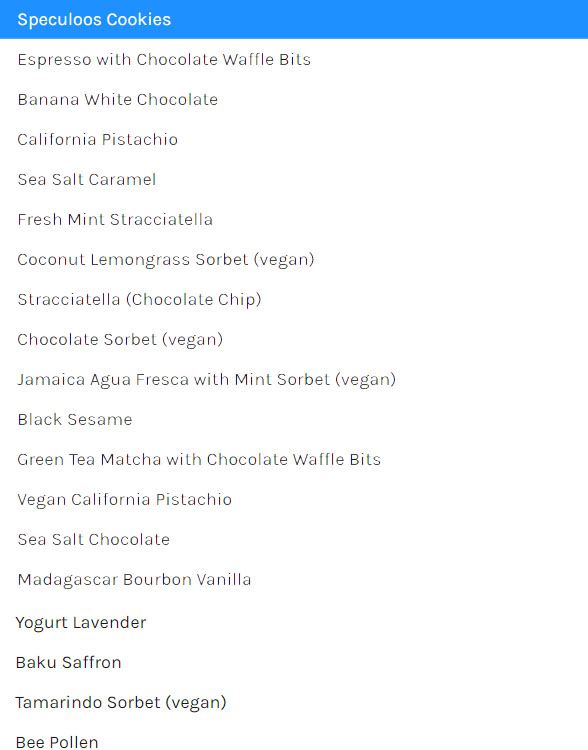 Speculoos Cookies
Espresso with Chocolate Waffle Bits
Banana White Chocolate
California Pistachio
Sea Salt Caramel
Fresh Mint Stracciatella
Coconut Lemongrass Sorbet (vegan)
Stracciatella (Chocolate Chip)
Chocolate Sorbet (vegan)
Jamaica Agua Fresca with Mint Sorbet (vegan)
Black Sesame
Green Tea Matcha with Chocolate Waffle Bits
Vegan California Pistachio
Sea Salt Chocolate
Madagascar Bourbon Vanilla
Yogurt Lavender
Baku Saffron
Tamarindo Sorbet (vegan)
Bee Pollen